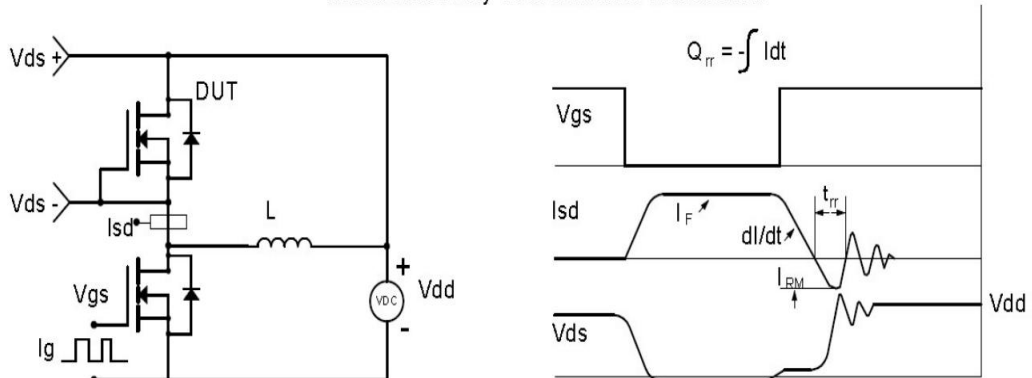 Vds +
DUT
Vds -
Isd
L
Vgs
Ig
+
VDC
-
Vdd
Q rr = -∫ Idt
Vgs
Isd
I F
dI/dt
t rr
I RM
Vds
Vdd